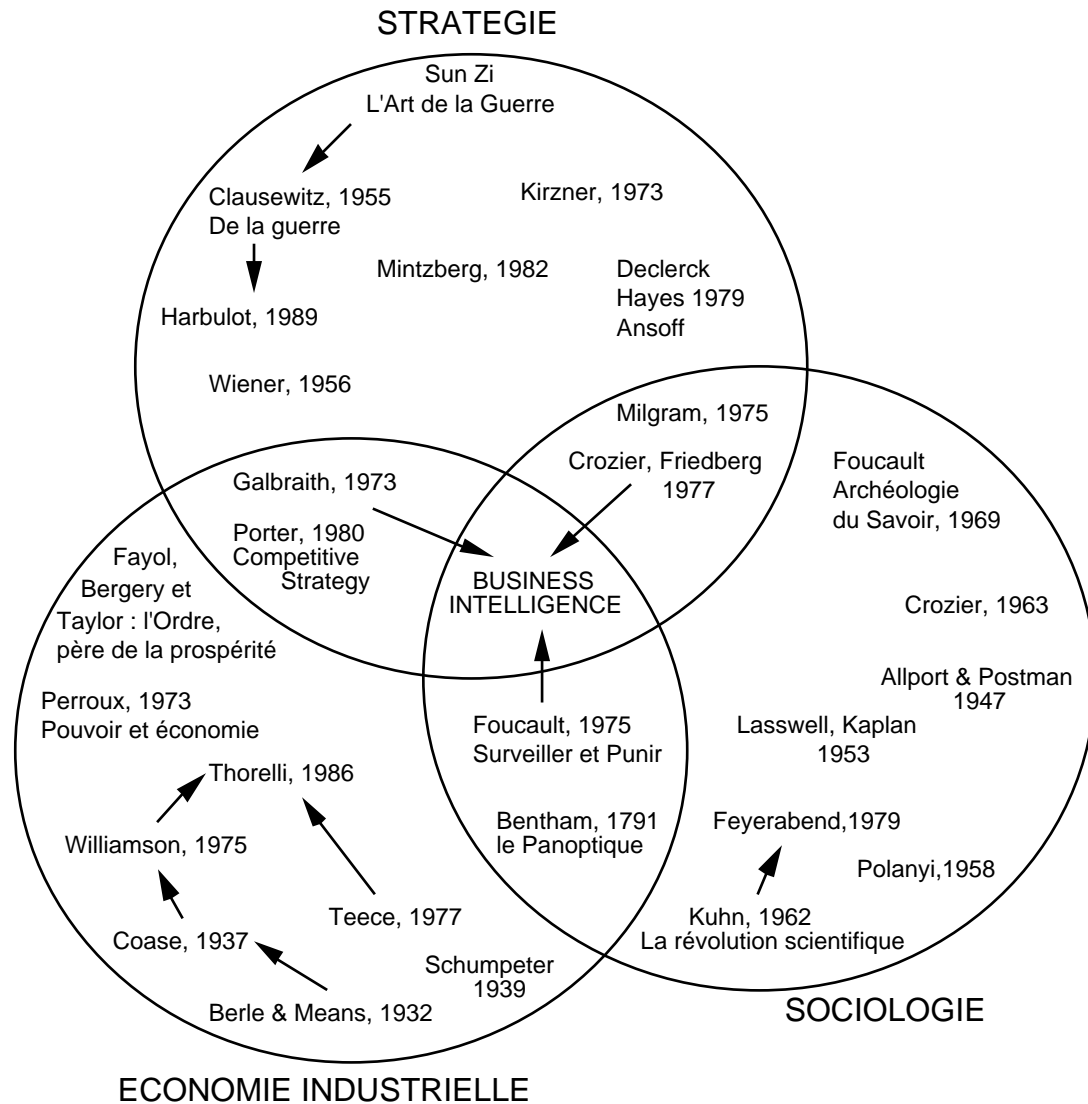 STRATEGIE
Sun Zi
L'Art de la Guerre
Clausewitz, 1955
De la guerre
Kirzner, 1973
Mintzberg, 1982
Declerck
Hayes 1979
Ansoff
Harbulot, 1989
Wiener, 1956
Milgram, 1975
Crozier, Friedberg
1977
Galbraith, 1973
Porter, 1980
Competitive
Strategy
BUSINESS
INTELLIGENCE
Foucault
Archéologie
du Savoir, 1969
Fayol,
Bergery et
Taylor : l'Ordre,
père de la prospérité
Crozier, 1963
Allport & Postman
1947
Perroux, 1973
Pouvoir et économie
Foucault, 1975
Surveiller et Punir
Lasswell, Kaplan
1953
Thorelli, 1986
Williamson, 1975
Bentham, 1791
le Panoptique
Feyerabend,1979
Polanyi,1958
Teece, 1977
Kuhn, 1962
La révolution scientifique
Coase, 1937
Schumpeter
1939
Berle & Means, 1932
SOCIOLOGIE
ECONOMIE INDUSTRIELLE